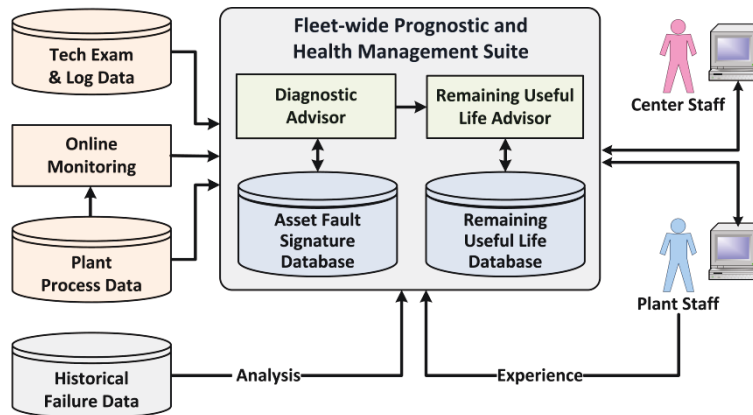 Fleet-wide Prognostic and
Health Management Suite
Tech Exam
& Log Data
Online
Monitoring
Plant
Process Data
Historical
Failure Data
Diagnostic
Advisor
Remaining Useful
Life Advisor
Asset Fault
Signature
Database
Remaining
Useful Life
Database
Center Staff
Plant Staff
Analysis
Experience